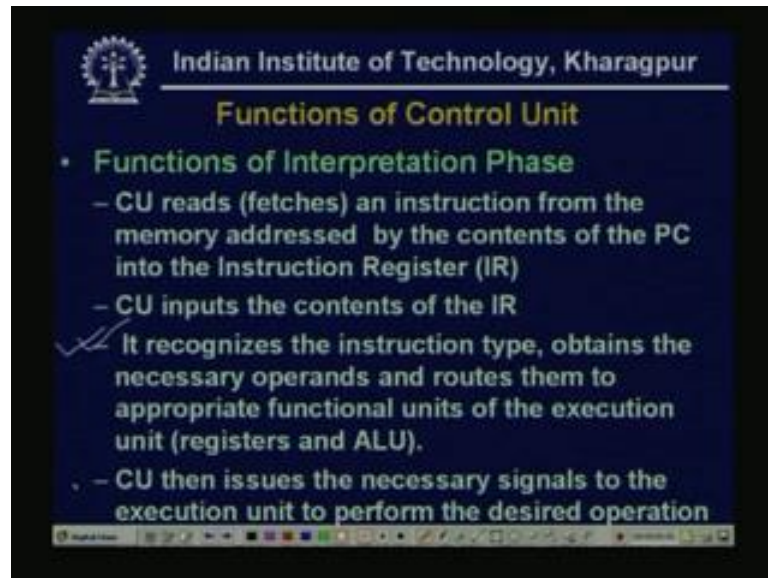 Indian Institute of Technology, Kharagpur
Functions of Control Unit
• Functions of Interpretation Phase
– CU reads (fetches) an instruction from the
memory addressed by the contents of the PC
into the Instruction Register (IR)
– CU inputs the contents of the IR
– It recognizes the instruction type, obtains the
necessary operands and routes them to
appropriate functional units of the execution
unit (registers and ALU).
– CU then issues the necessary signals to the
execution unit to perform the desired operation